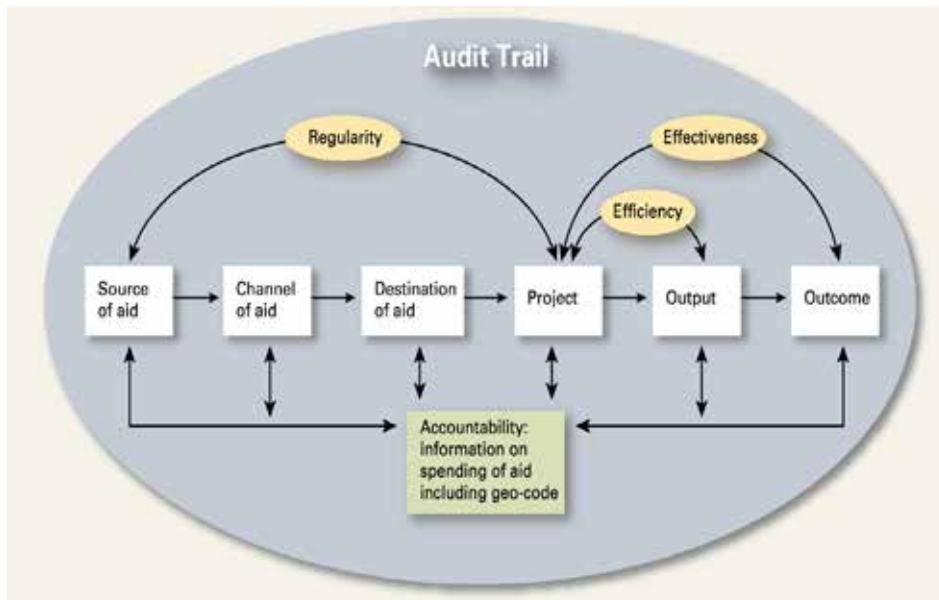 Audit Trail
Regularity
Effectiveness
Efficiency
Source
of aid
Channel
of aid
Destination
of aid
Project
Output
Outcome
Accountability:
information on
spending of aid
including geo-code